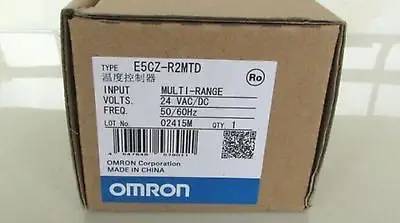 TYPE E5CZ-R2MTD
温度控制器
INPUT MULTI-RANGE
VOLTS. 24 VAC/DC
FREQ. 50/60Hz
LOT No. 02415M QTY. 1
Ro
OMRON Corporation
MADE IN CHINA
OMRON